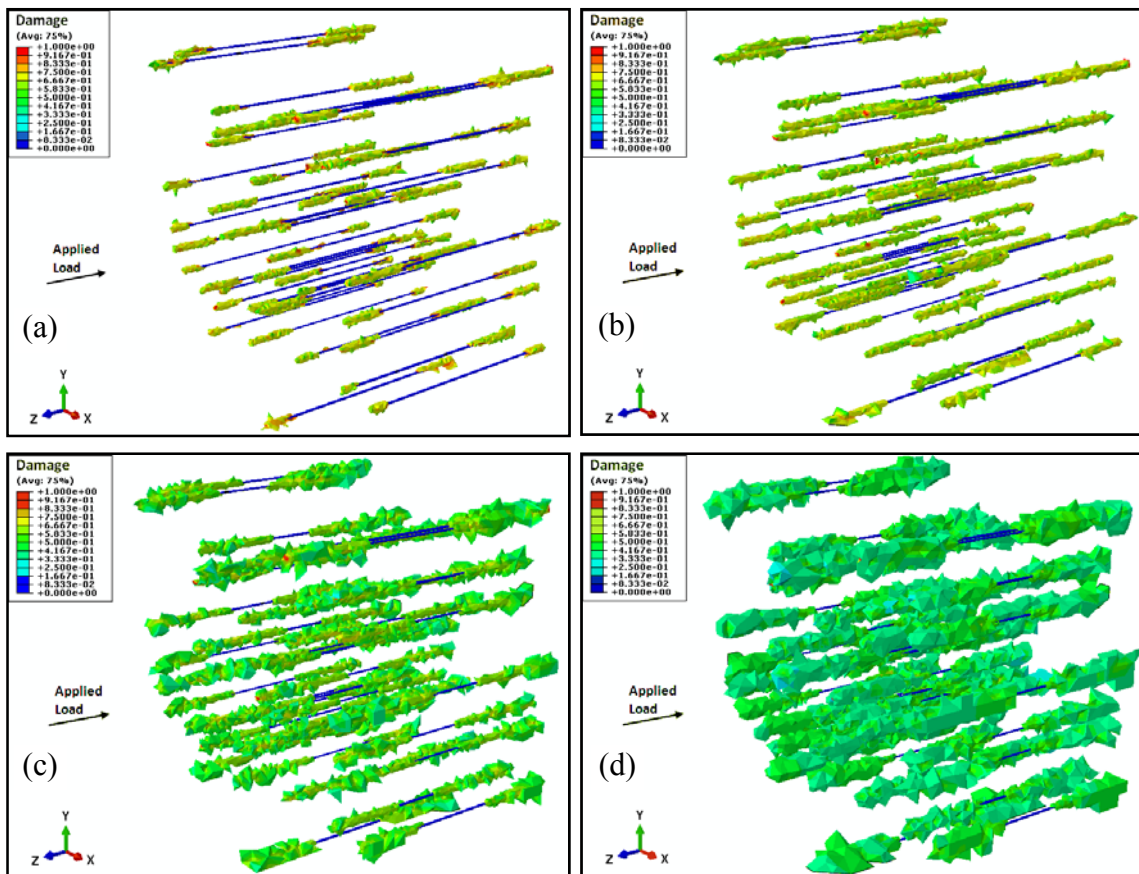 Damage
(Avg: 75%)
+1.000e+00
+9.167e-01
+8.333e-01
+7.500e-01
+6.667e-01
+5.833e-01
+5.000e-01
+4.167e-01
+3.333e-01
+2.500e-01
+1.667e-01
+8.333e-02
+0.000e+00
Applied
Load
(a)
Y
Z
X
Damage
(Avg: 75%)
+1.000e+00
+9.167e-01
+8.333e-01
+7.500e-01
+6.667e-01
+5.833e-01
+5.000e-01
+4.167e-01
+3.333e-01
+2.500e-01
+1.667e-01
+8.333e-02
+0.000e+00
Applied
Load
(b)
Y
Z
X
Damage
(Avg: 75%)
+1.000e+00
+9.167e-01
+8.333e-01
+7.500e-01
+6.667e-01
+5.833e-01
+5.000e-01
+4.167e-01
+3.333e-01
+2.500e-01
+1.667e-01
+8.333e-02
+0.000e+00
Applied
Load
(c)
Y
Z
X
Damage
(Avg: 75%)
+1.000e+00
+9.167e-01
+8.333e-01
+7.500e-01
+6.667e-01
+5.833e-01
+5.000e-01
+4.167e-01
+3.333e-01
+2.500e-01
+1.667e-01
+8.333e-02
+0.000e+00
Applied
Load
(d)
Y
Z
X